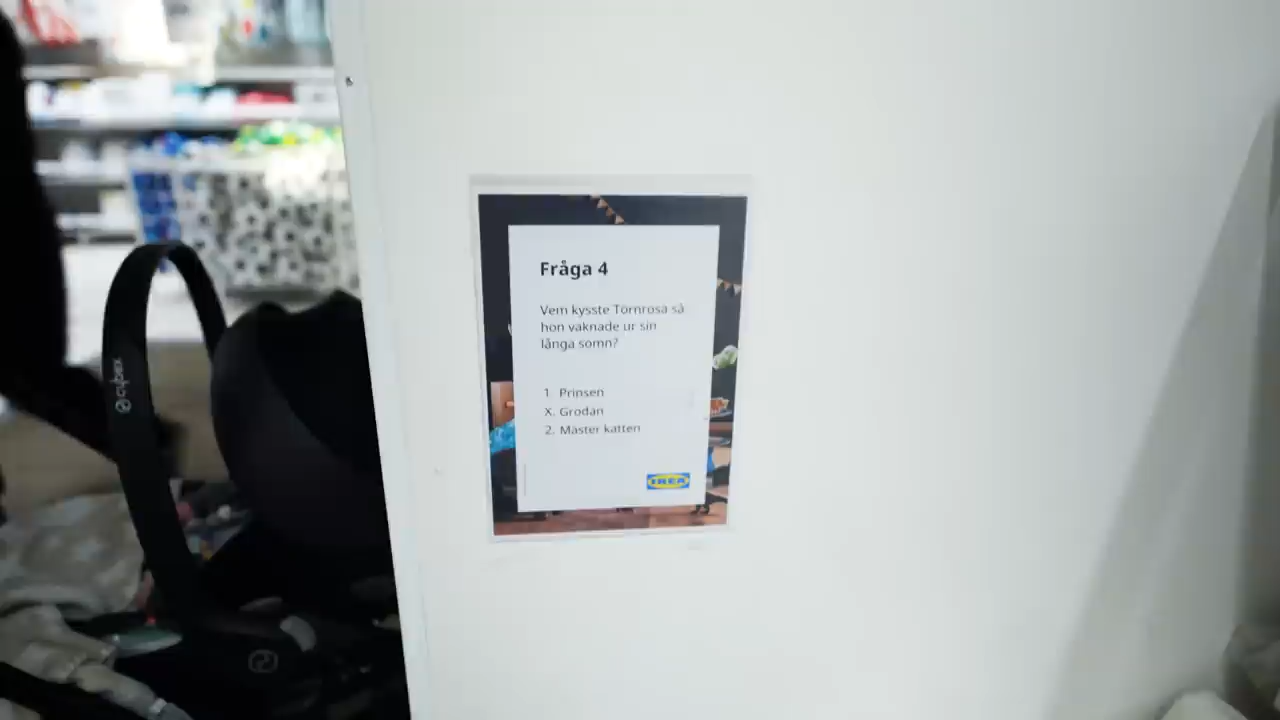 Fråga 4
Vem kysste Törnrosa så
hon vaknade ur sin
långa sömn?
1 Prinsen
X. Grodan
2. Mäster katten
IKEA
cybex